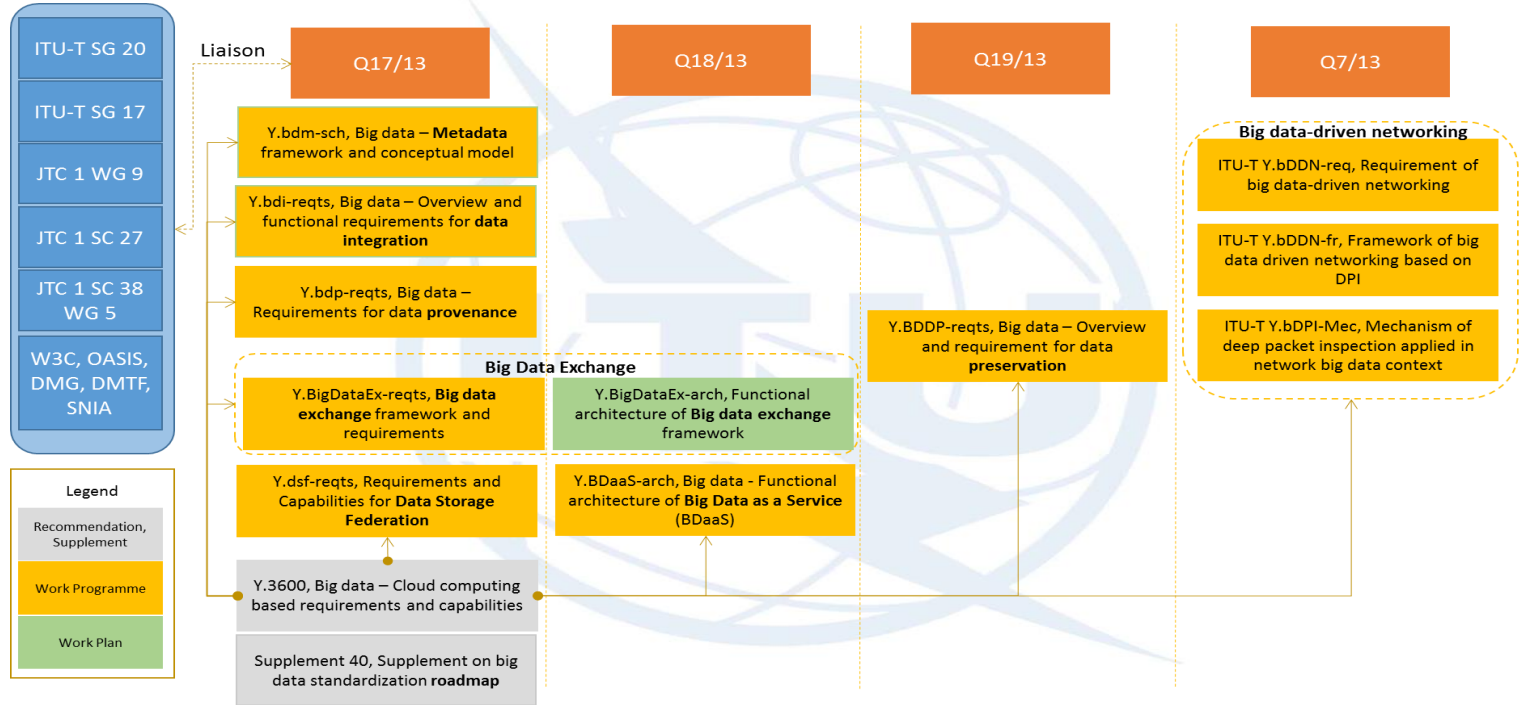 ITU-T SG 20
ITU-T SG 17
JTC 1 WG 9
JTC 1 SC 27
JTC 1 SC 38
WG 5
W3C, OASIS,
DMG, DMTF,
SNIA
Liaison
Legend
Recommendation,
Supplement
Work Programme
Work Plan
Q17/13
Y.bdm-sch, Big data – Metadata
framework and conceptual model
Y.bdi-reqts, Big data – Overview and
functional requirements for data
integration
Y.bdp-reqts, Big data –
Requirements for data provenance
Big Data Exchange
Y.BigDataEx-reqts, Big data
exchange framework and
requirements
Y.dsf-reqts, Requirements and
Capabilities for Data Storage
Federation
Y.3600, Big data – Cloud computing
based requirements and capabilities
Supplement 40, Supplement on big
data standardization roadmap
Q18/13
Y.BigDataEx-arch, Functional
architecture of Big data exchange
framework
Y.BDaaS-arch, Big data - Functional
architecture of Big Data as a Service
(BDaaS)
Q19/13
Y.BDDP-reqts, Big data – Overview
and requirement for data
preservation
Q7/13
Big data-driven networking
ITU-T Y.bDDN-req, Requirement of
big data-driven networking
ITU-T Y.bDDN-fr, Framework of big
data driven networking based on
DPI
ITU-T Y.bDPI-Mec, Mechanism of
deep packet inspection applied in
network big data context
ITU